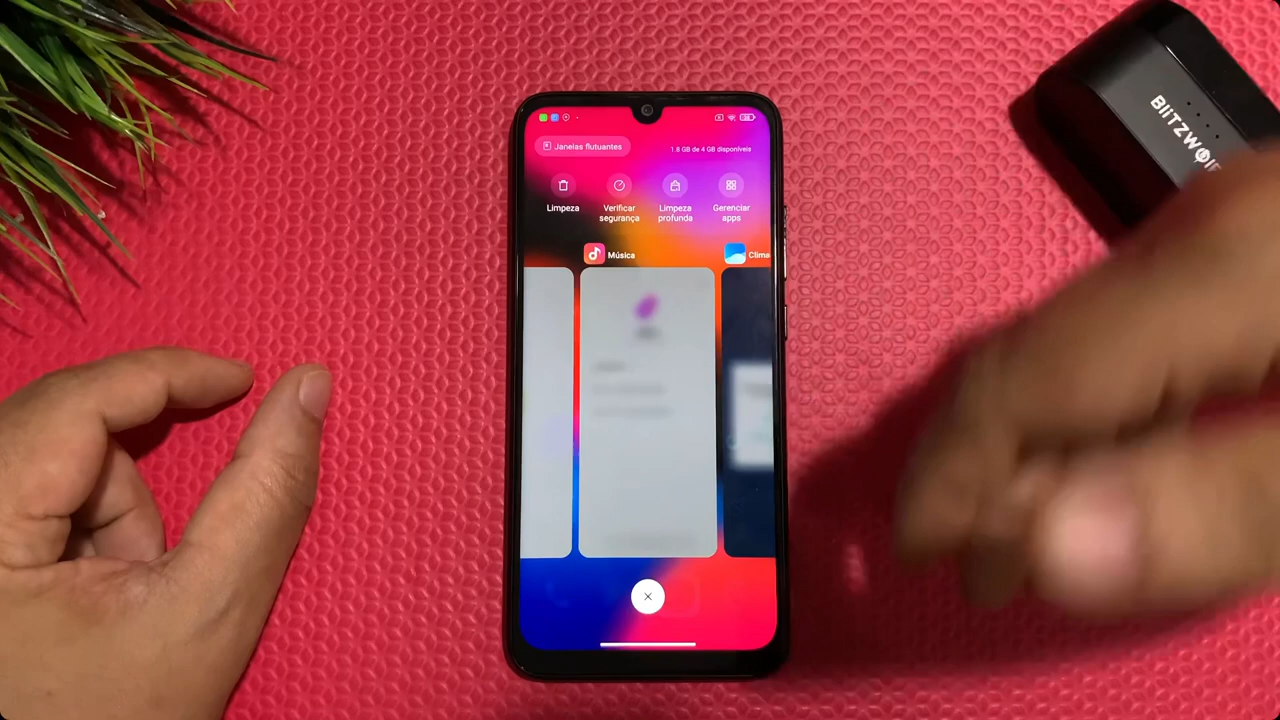 Janelas flutuantes
1.8 GB de 4 GB disponíveis
Limpeza
Verificar
segurança
Limpeza
profunda
Gerenciar
apps
Música
Clima
BLITZWOLF